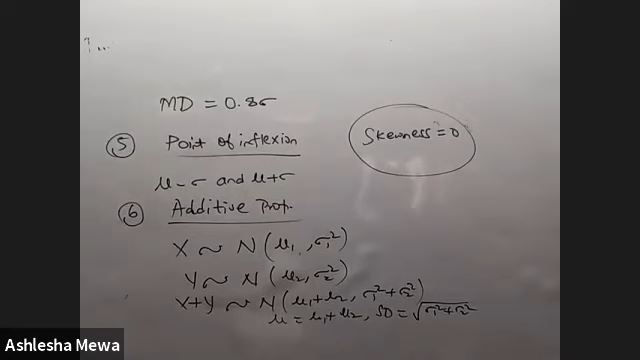 MD = 0.8σ
⑤ Point of inflexion
Skewness = 0
μ-σ and μ+σ
⑥ Additive Prop.
X ~ N(μ₁, σ₁²)
Y ~ N(μ₂, σ₂²)
X+Y ~ N(μ₁+μ₂, σ₁²+σ₂²)
μ = μ₁+μ₂, SD = √σ₁²+σ₂²
Ashlesha Mewa